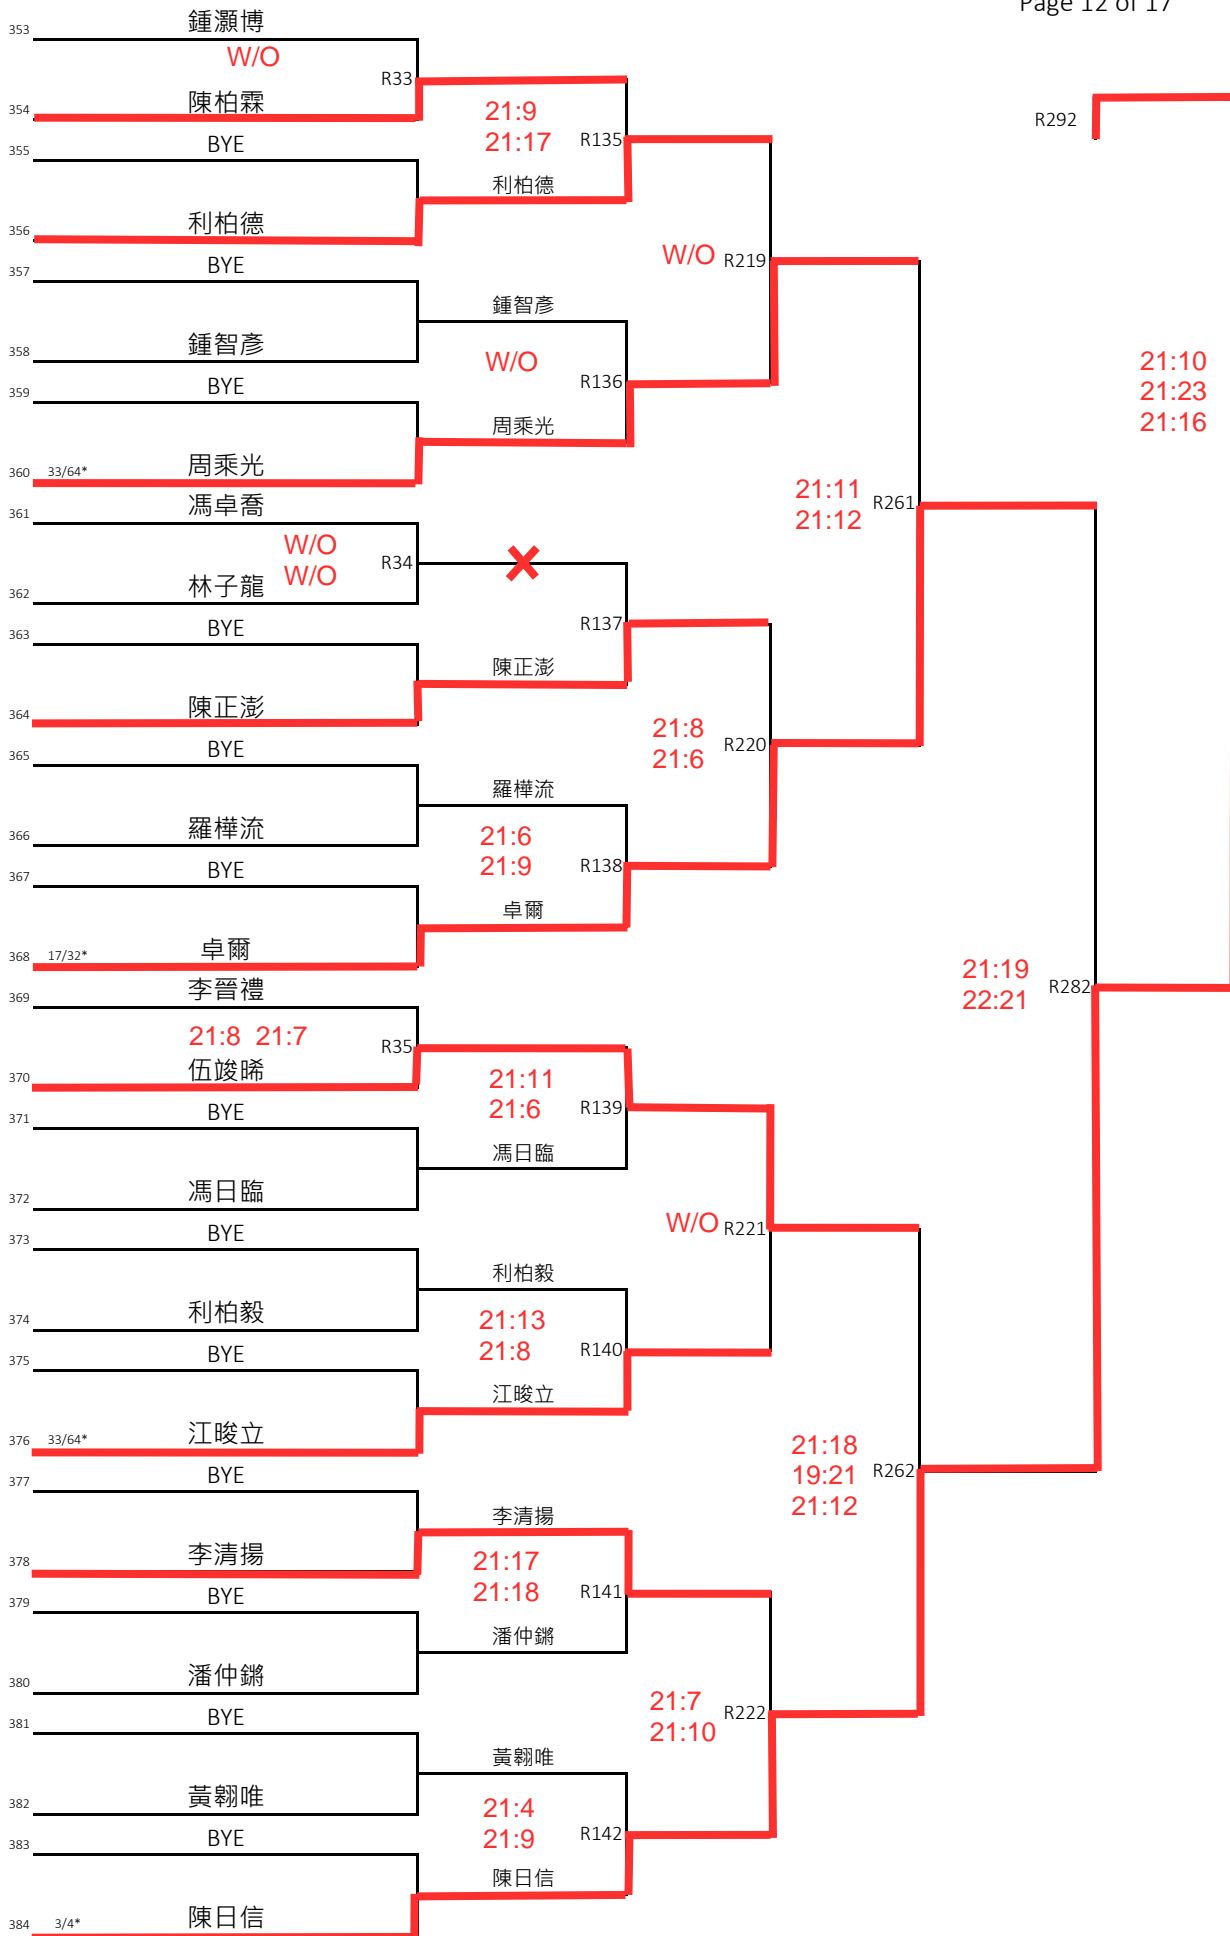 Page 12 of 17
353 鍾灝博
W/O
R33
354 陳柏霖
R292
21:9
21:17
R135
355 BYE
利柏德
356 利柏德
W/O R219
357 BYE
鍾智彥
358 鍾智彥
W/O
R136
21:10
21:23
21:16
359 BYE
周乘光
360 33/64* 周乘光
361 馮卓喬
21:11
21:12
R261
W/O
W/O
R34
362 林子龍
363 BYE
R137
陳正澎
364 陳正澎
21:8
21:6
R220
365 BYE
羅樺流
366 羅樺流
21:6
21:9
R138
367 BYE
卓爾
368 17/32* 卓爾
21:19
22:21
R282
369 李晉禮
21:8 21:7
R35
370 伍竣晞
21:11
21:6
R139
371 BYE
馮日臨
372 馮日臨
W/O R221
373 BYE
利柏毅
374 利柏毅
21:13
21:8
R140
375 BYE
江晙立
376 33/64* 江晙立
21:18
19:21
21:12
R262
377 BYE
李清揚
378 李清揚
21:17
21:18
R141
379 BYE
潘仲鏘
380 潘仲鏘
21:7
21:10
R222
381 BYE
黃翱唯
382 黃翱唯
21:4
21:9
R142
383 BYE
陳日信
384 3/4* 陳日信